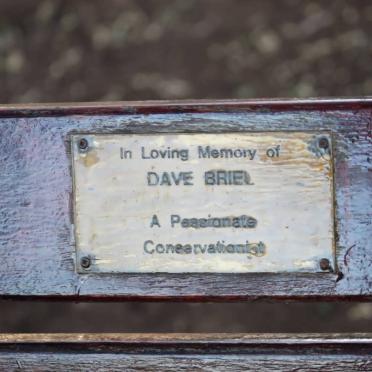 In Loving Memory of
DAVE BRIEL
A Passionate
Conservationist